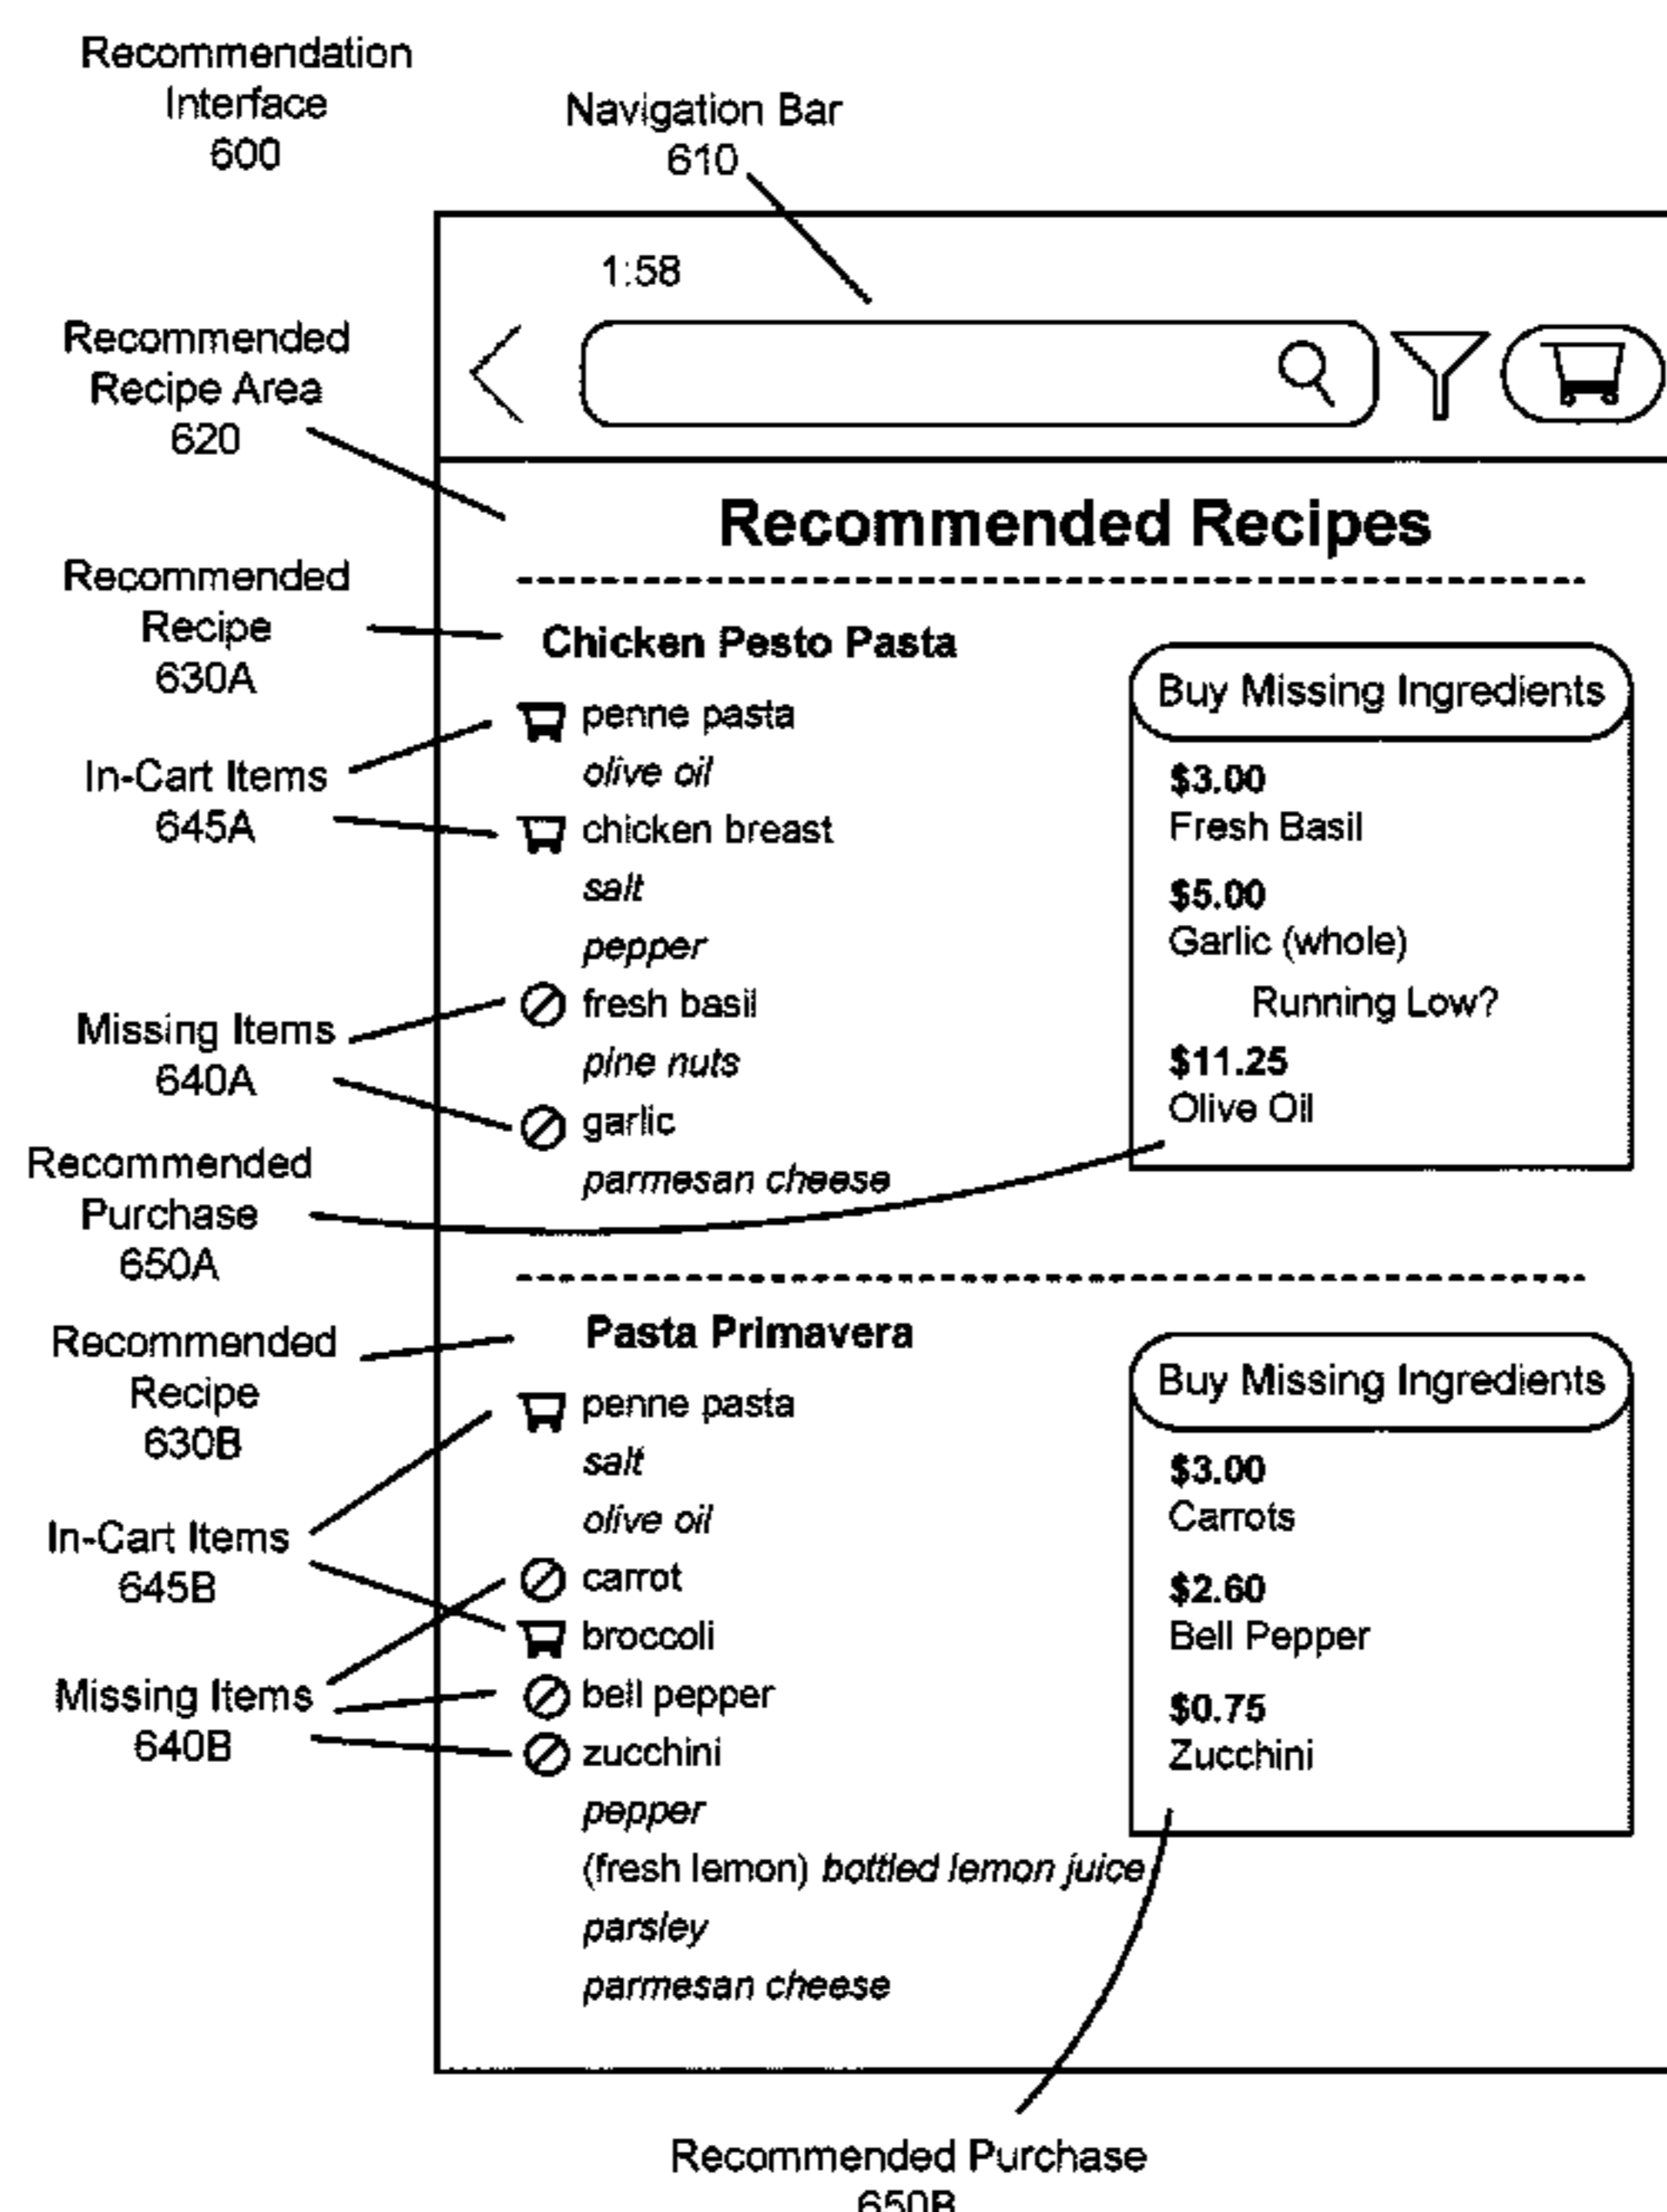 Recommendation
Interface
600
Navigation Bar
610
1:58
Recommended
Recipe Area
620
Recommended Recipes
Recommended
Recipe
630A
Chicken Pesto Pasta
penne pasta
olive oil
chicken breast
salt
pepper
fresh basil
pine nuts
garlic
parmesan cheese
In-Cart Items
645A
Missing Items
640A
Buy Missing Ingredients
$3.00
Fresh Basil
$5.00
Garlic (whole)
Running Low?
$11.25
Olive Oil
Recommended
Purchase
650A
Recommended
Recipe
630B
Pasta Primavera
penne pasta
salt
olive oil
carrot
broccoli
bell pepper
zucchini
pepper
(fresh lemon) bottled lemon juice
parsley
parmesan cheese
In-Cart Items
645B
Missing Items
640B
Buy Missing Ingredients
$3.00
Carrots
$2.60
Bell Pepper
$0.75
Zucchini
Recommended Purchase
650B